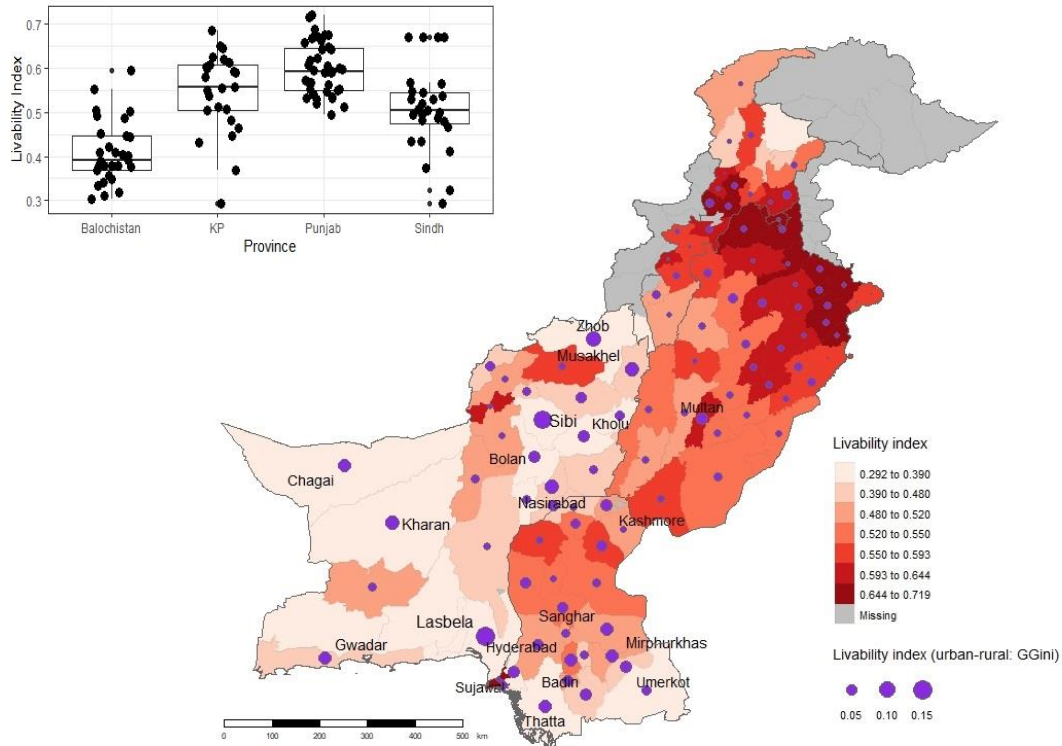 Livability Index
0.7
0.6
0.5
0.4
0.3
Balochistan KP Punjab Sindh
Province
Zhob
Musakhel
Multan
Sibi
Kholu
Bolan
Chagai
Nasirabad
Kashmore
Kharan
Sanghar
Lasbela
Hyderabad
Mirphurkhas
Gwadar
Sujawal
Badin
Umerkot
Thatta
0 100 200 300 400 500 km
Livability index
0.292 to 0.390
0.390 to 0.480
0.480 to 0.520
0.520 to 0.550
0.550 to 0.593
0.593 to 0.644
0.644 to 0.719
Missing
Livability index (urban-rural: GGini)
0.05 0.10 0.15